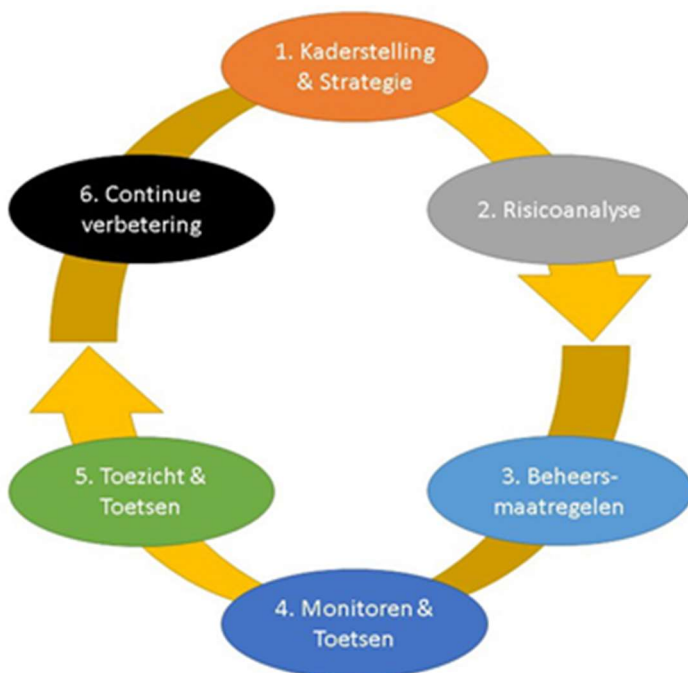 1. Kaderstelling
& Strategie
2. Risicoanalyse
3. Beheers-
maatregelen
4. Monitoren &
Toetsen
5. Toezicht &
Toetsen
6. Continue
verbetering